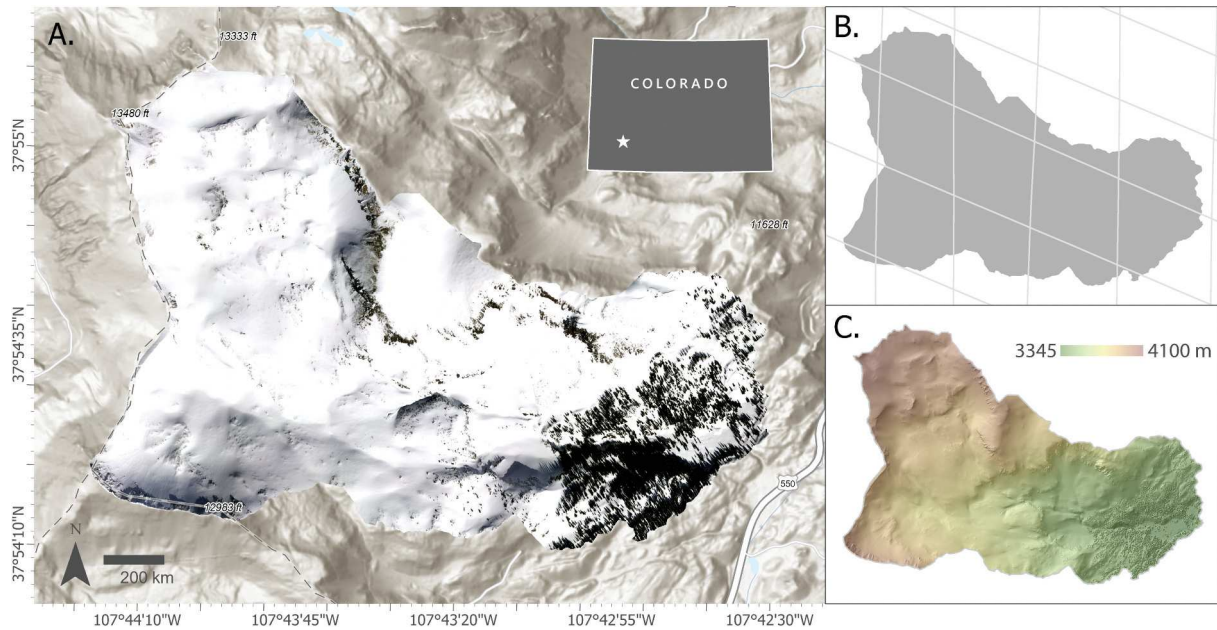 A.
13333 ft
13480 ft
COLORADO
11628 ft
12983 ft
550
N
200 km
37°55'N
37°54'35"N
37°54'10"N
107°44'10"W
107°43'45"W
107°43'20"W
107°42'55"W
107°42'30"W
B.
C.
3345
4100 m